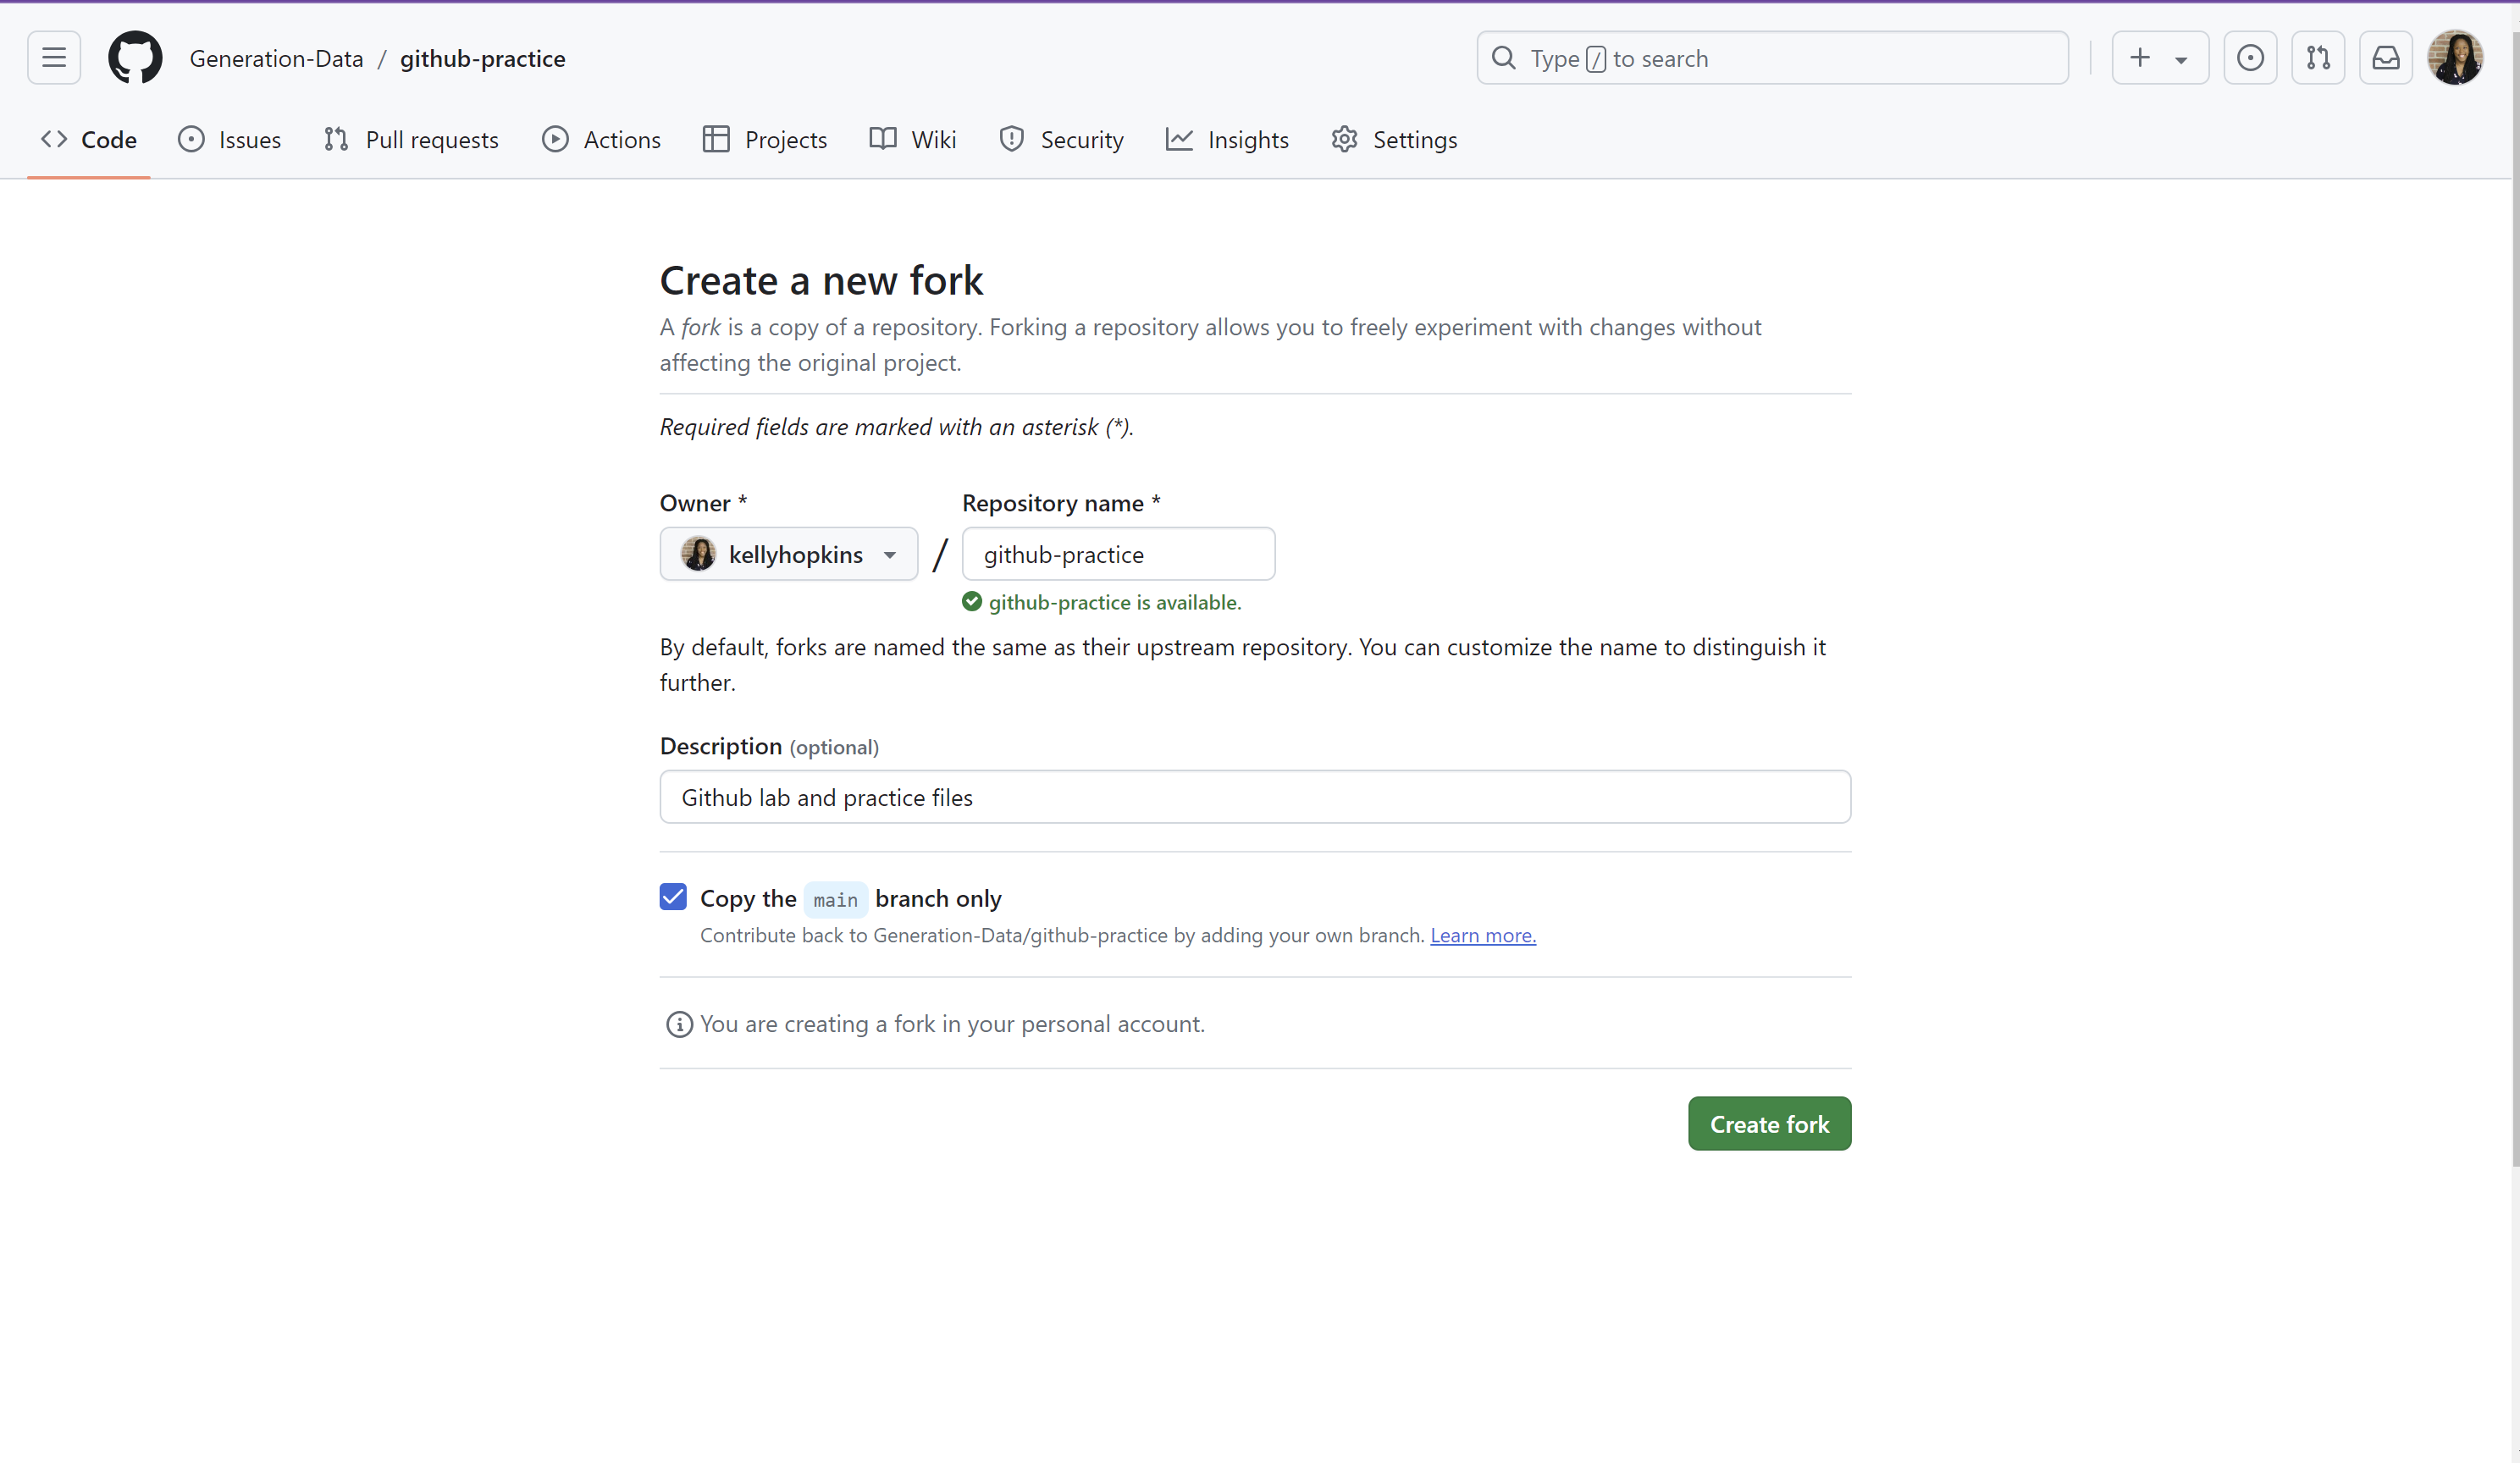 Generation-Data / github-practice
Type / to search
Code Issues Pull requests Actions Projects Wiki Security Insights Settings
Create a new fork
A fork is a copy of a repository. Forking a repository allows you to freely experiment with changes without
affecting the original project.
Required fields are marked with an asterisk (*).
Owner * Repository name *
kellyhopkins / github-practice
github-practice is available.
By default, forks are named the same as their upstream repository. You can customize the name to distinguish it
further.
Description (optional)
Github lab and practice files
Copy the main branch only
Contribute back to Generation-Data/github-practice by adding your own branch. Learn more.
You are creating a fork in your personal account.
Create fork